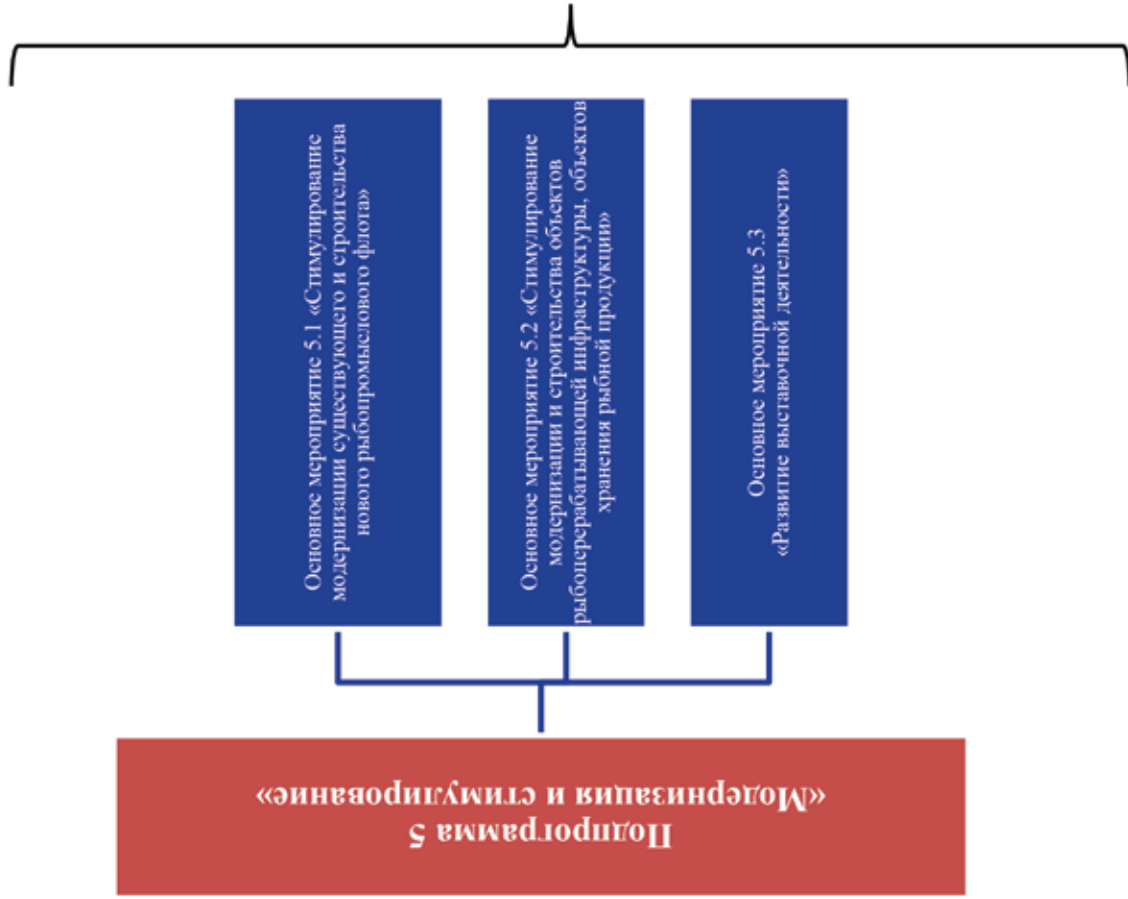 Подпрограмма 5
«Модернизация и стимулирование»
Основное мероприятие 5.1 «Стимулирование
модернизации существующего и строительства
нового рыбопромыслового флота»
Основное мероприятие 5.2 «Стимулирование
модернизации и строительства объектов
рыбоперерабатывающей инфраструктуры, объектов
хранения рыбной продукции»
Основное мероприятие 5.3
«Развитие выставочной деятельности»